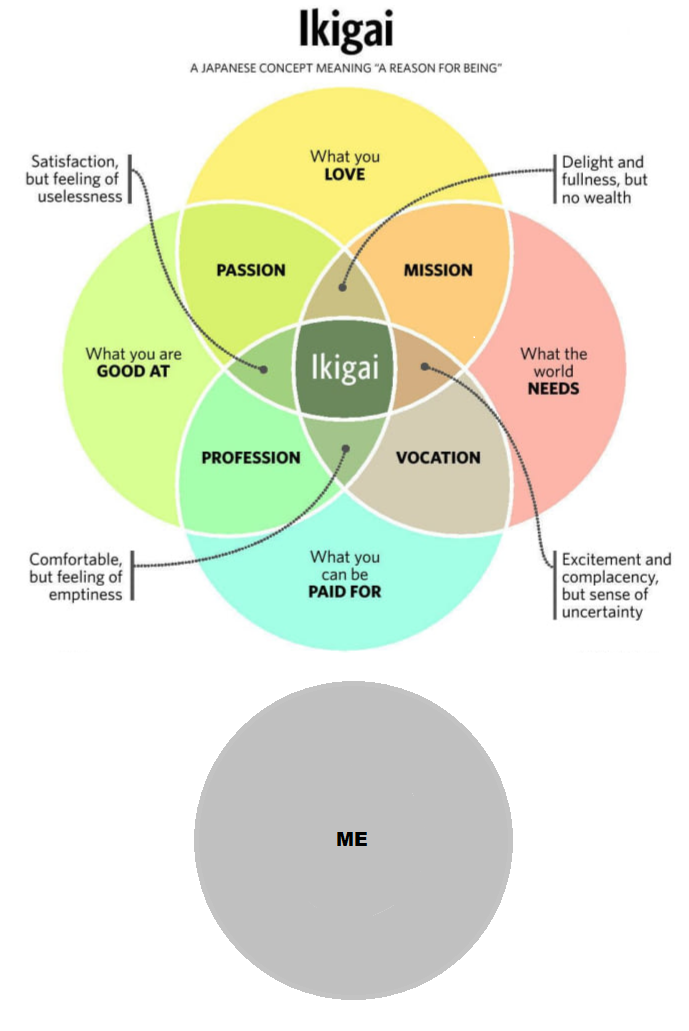 Ikigai
A JAPANESE CONCEPT MEANING "A REASON FOR BEING"
What you
LOVE
Satisfaction,
but feeling of
uselessness
Delight and
fullness, but
no wealth
PASSION
MISSION
What you are
GOOD AT
Ikigai
What the
world
NEEDS
PROFESSION
VOCATION
Comfortable,
but feeling of
emptiness
What you
can be
PAID FOR
Excitement and
complacency,
but sense of
uncertainty
ME